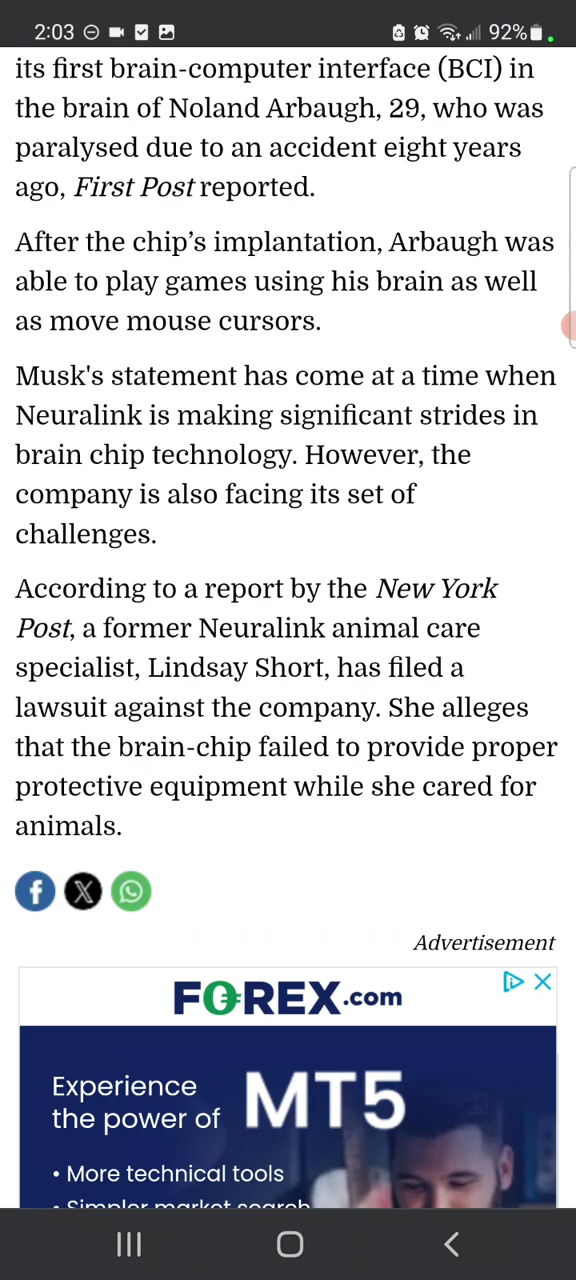 2:03
92%
its first brain-computer interface (BCI) in
the brain of Noland Arbaugh, 29, who was
paralysed due to an accident eight years
ago, First Post reported.
After the chip’s implantation, Arbaugh was
able to play games using his brain as well
as move mouse cursors.
Musk's statement has come at a time when
Neuralink is making significant strides in
brain chip technology. However, the
company is also facing its set of
challenges.
According to a report by the New York
Post, a former Neuralink animal care
specialist, Lindsay Short, has filed a
lawsuit against the company. She alleges
that the brain-chip failed to provide proper
protective equipment while she cared for
animals.
Advertisement
FOREX.com
Experience
the power of MT5
• More technical tools
• Simpler market search